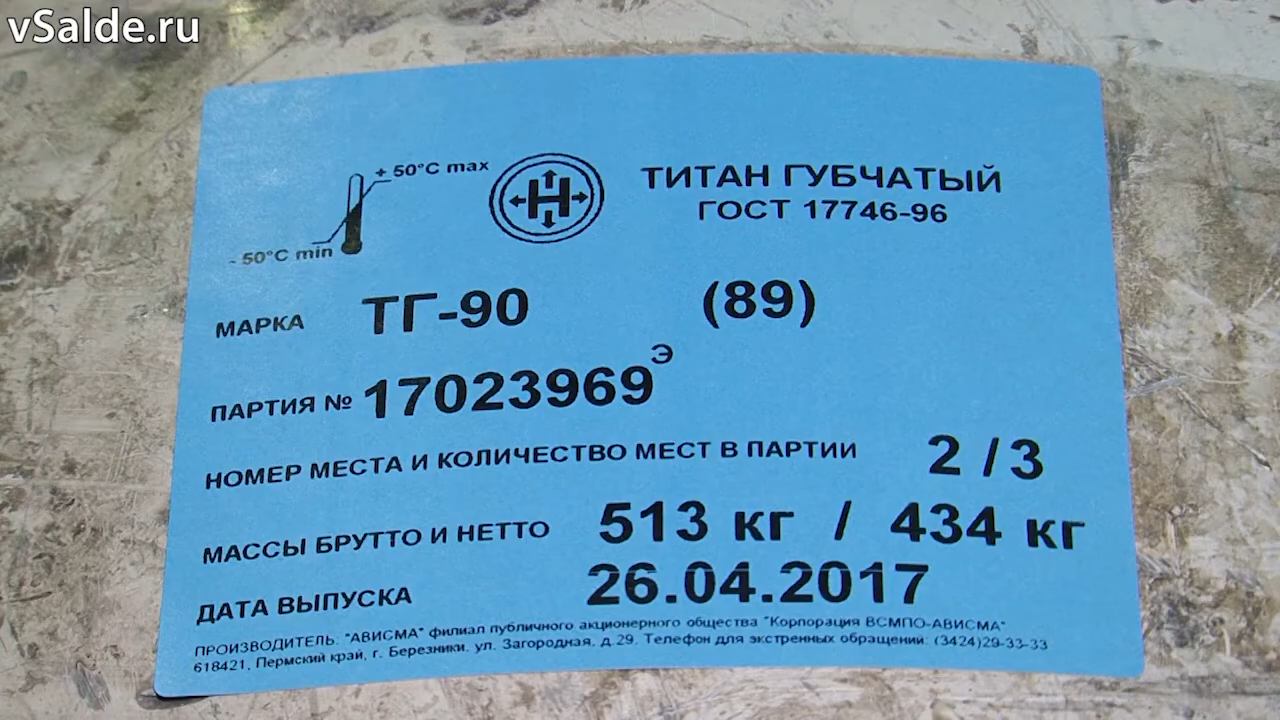 vSalde.ru
+ 50°C max
- 50°C min
Н
ТИТАН ГУБЧАТЫЙ
ГОСТ 17746-96
МАРКА ТГ-90 (89)
ПАРТИЯ № 17023969Э
НОМЕР МЕСТА И КОЛИЧЕСТВО МЕСТ В ПАРТИИ 2 / 3
МАССЫ БРУТТО И НЕТТО 513 кг / 434 кг
ДАТА ВЫПУСКА 26.04.2017
ПРОИЗВОДИТЕЛЬ: "АВИСМА" филиал публичного акционерного общества "Корпорация ВСМПО-АВИСМА"
618421, Пермский край, г. Березники, ул. Загородная, д.29. Телефон для экстренных обращений: (3424)29-33-33